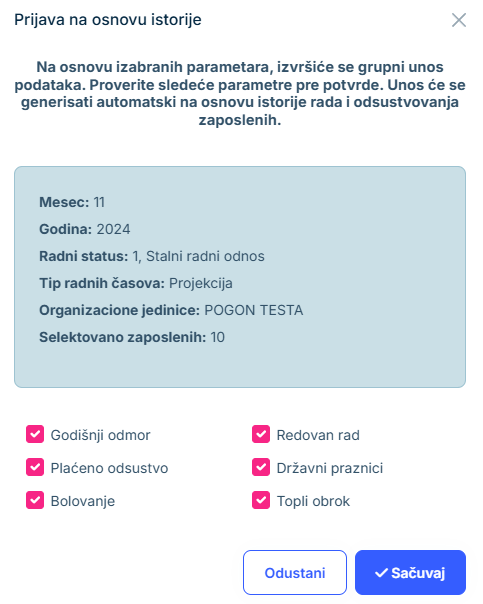 Prijava na osnovu istorije
Na osnovu izabranih parametara, izvršiće se grupni unos
podataka. Proverite sledeće parametre pre potvrde. Unos će se
generisati automatski na osnovu istorije rada i odsustvovanja
zaposlenih.
Mesec: 11
Godina: 2024
Radni status: 1, Stalni radni odnos
Tip radnih časova: Projekcija
Organizacione jedinice: POGON TESTA
Selektovano zaposlenih: 10
Godišnji odmor
Redovan rad
Plaćeno odsustvo
Državni praznici
Bolovanje
Topli obrok
Odustani
Sačuvaj